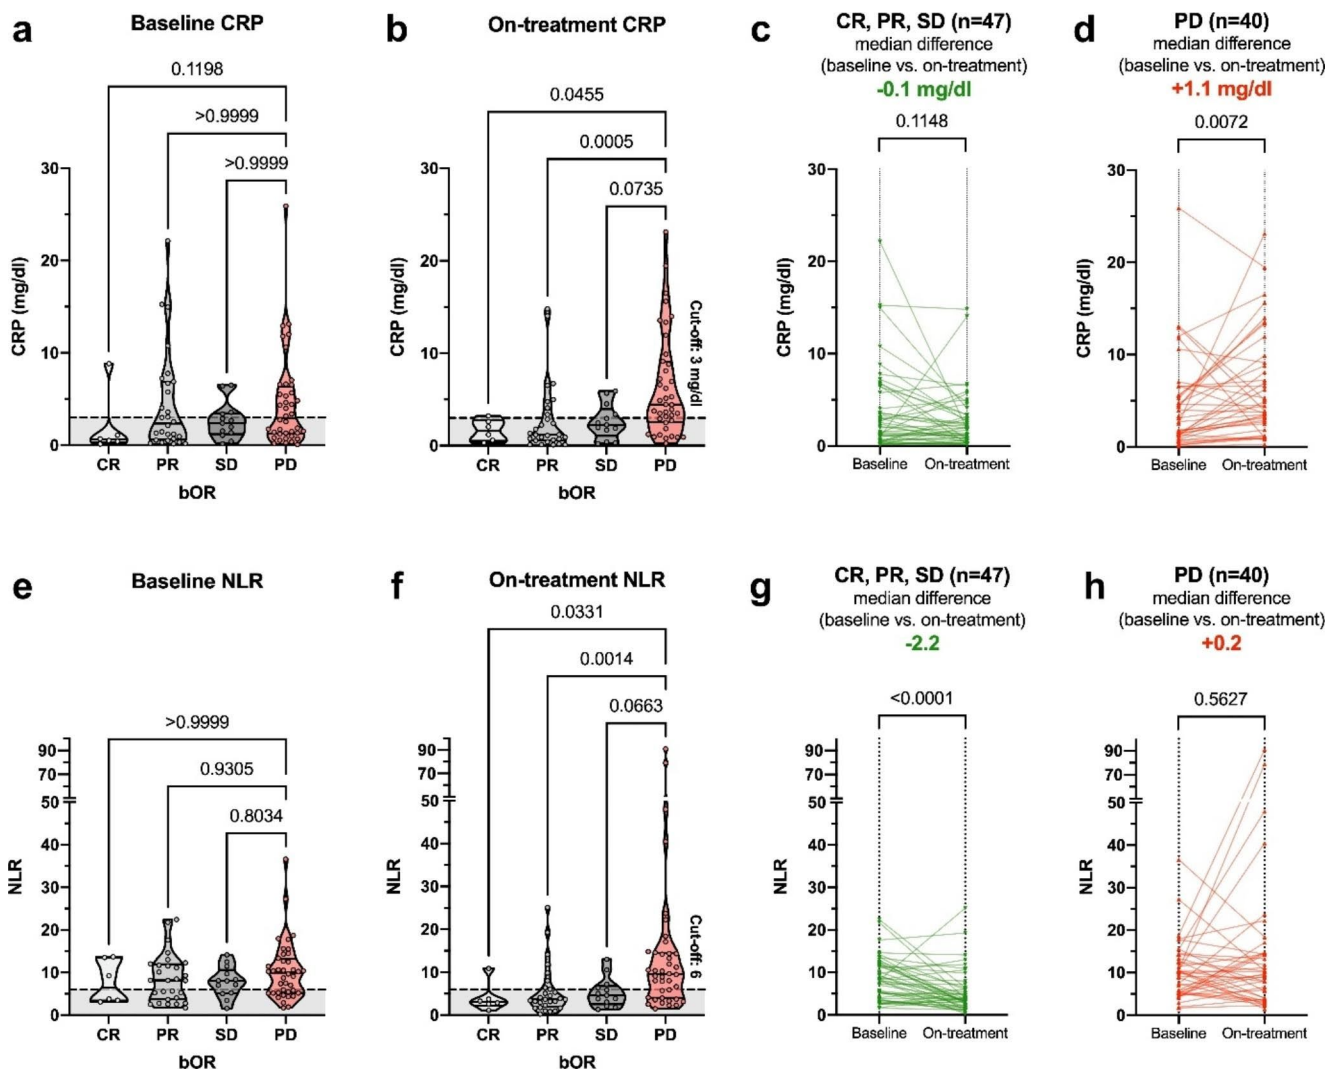 a
Baseline CRP
0.1198
>0.9999
>0.9999
CRP (mg/dl)
30
20
10
0
CR PR SD PD
bOR
b
On-treatment CRP
0.0455
0.0005
0.0735
CRP (mg/dl)
30
20
10
0
Cut-off: 3 mg/dl
CR PR SD PD
bOR
c
CR, PR, SD (n=47)
median difference
(baseline vs. on-treatment)
-0.1 mg/dl
0.1148
CRP (mg/dl)
30
20
10
0
Baseline On-treatment
d
PD (n=40)
median difference
(baseline vs. on-treatment)
+1.1 mg/dl
0.0072
CRP (mg/dl)
30
20
10
0
Baseline On-treatment
e
Baseline NLR
>0.9999
0.9305
0.8034
NLR
90
70
50
40
30
20
10
0
CR PR SD PD
bOR
f
On-treatment NLR
0.0331
0.0014
0.0663
NLR
90
70
50
40
30
20
10
0
Cut-off: 6
CR PR SD PD
bOR
g
CR, PR, SD (n=47)
median difference
(baseline vs. on-treatment)
-2.2
<0.0001
NLR
90
70
50
40
30
20
10
0
Baseline On-treatment
h
PD (n=40)
median difference
(baseline vs. on-treatment)
+0.2
0.5627
NLR
90
70
50
40
30
20
10
0
Baseline On-treatment